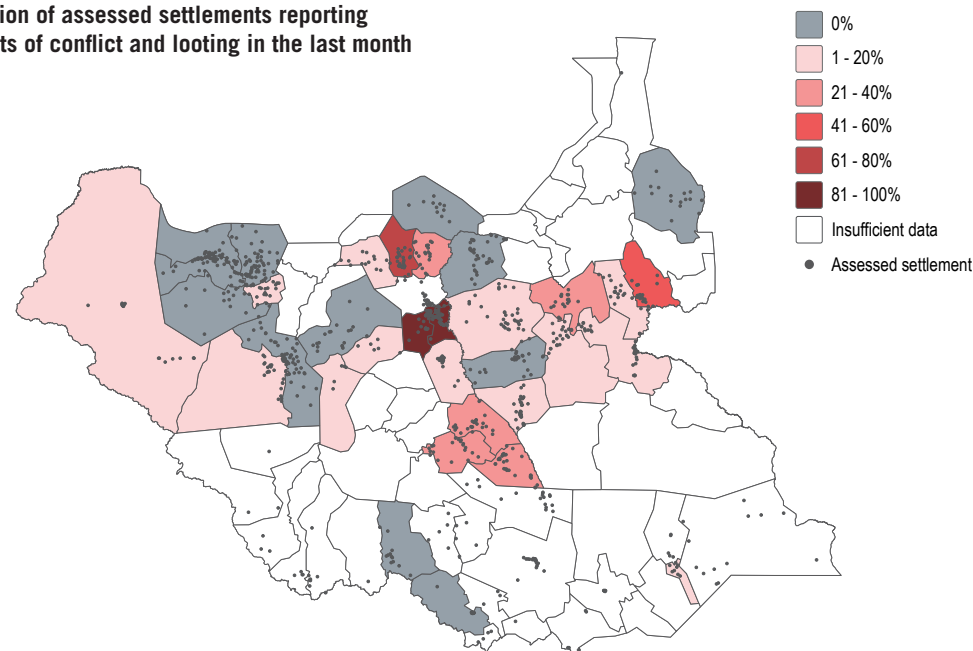 ion of assessed settlements reporting
ts of conflict and looting in the last month
0%
1 - 20%
21 - 40%
41 - 60%
61 - 80%
81 - 100%
Insufficient data
Assessed settlement